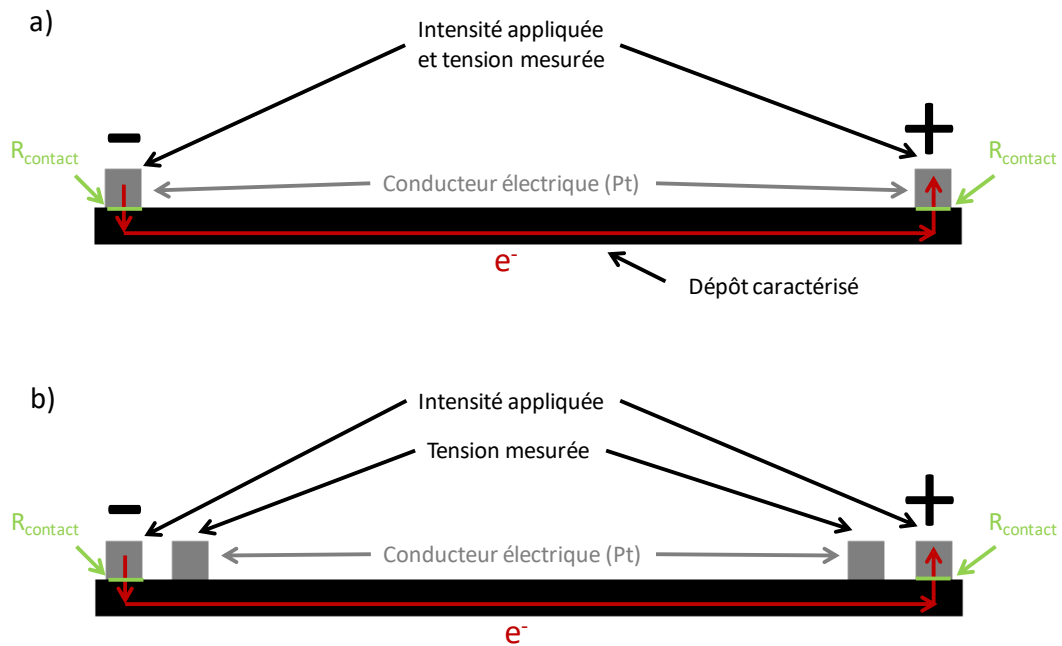 a)
Intensité appliquée
et tension mesurée
−
+
Rcontact
Rcontact
Conducteur électrique (Pt)
e-
Dépôt caractérisé
b)
Intensité appliquée
Tension mesurée
−
+
Rcontact
Rcontact
Conducteur électrique (Pt)
e-